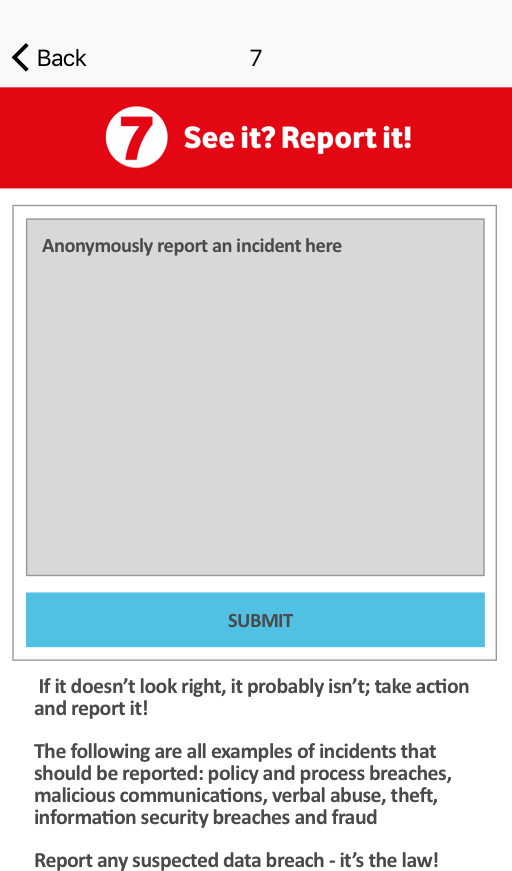 Back
7
7 See it? Report it!
Anonymously report an incident here
SUBMIT
If it doesn’t look right, it probably isn’t; take action
and report it!
The following are all examples of incidents that
should be reported: policy and process breaches,
malicious communications, verbal abuse, theft,
information security breaches and fraud
Report any suspected data breach - it’s the law!